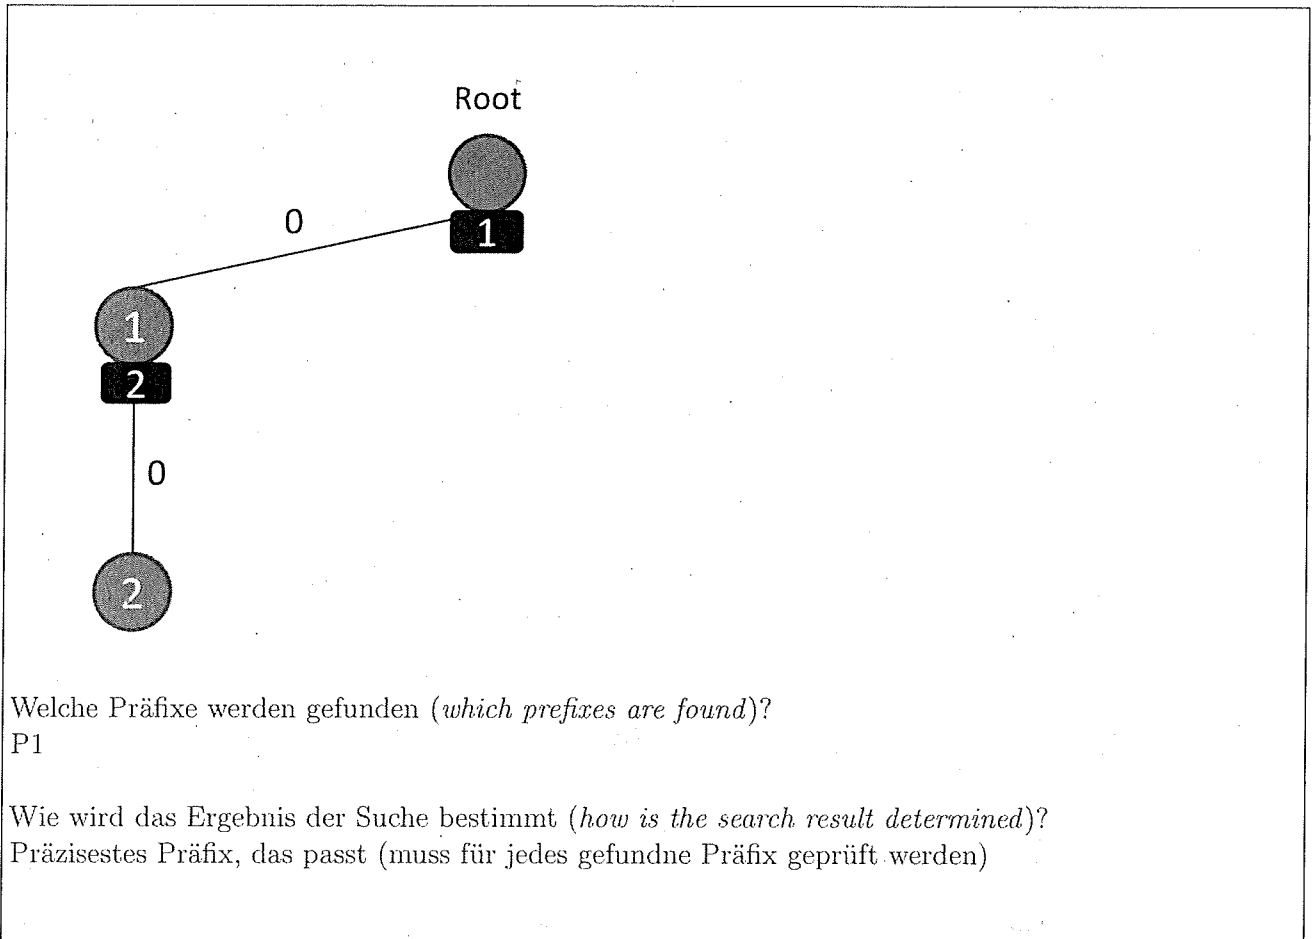 Root
0
1
1
2
0
2
Welche Präfixe werden gefunden (which prefixes are found)?
P1
Wie wird das Ergebnis der Suche bestimmt (how is the search result determined)?
Präzisestes Präfix, das passt (muss für jedes gefundne Präfix geprüft werden)